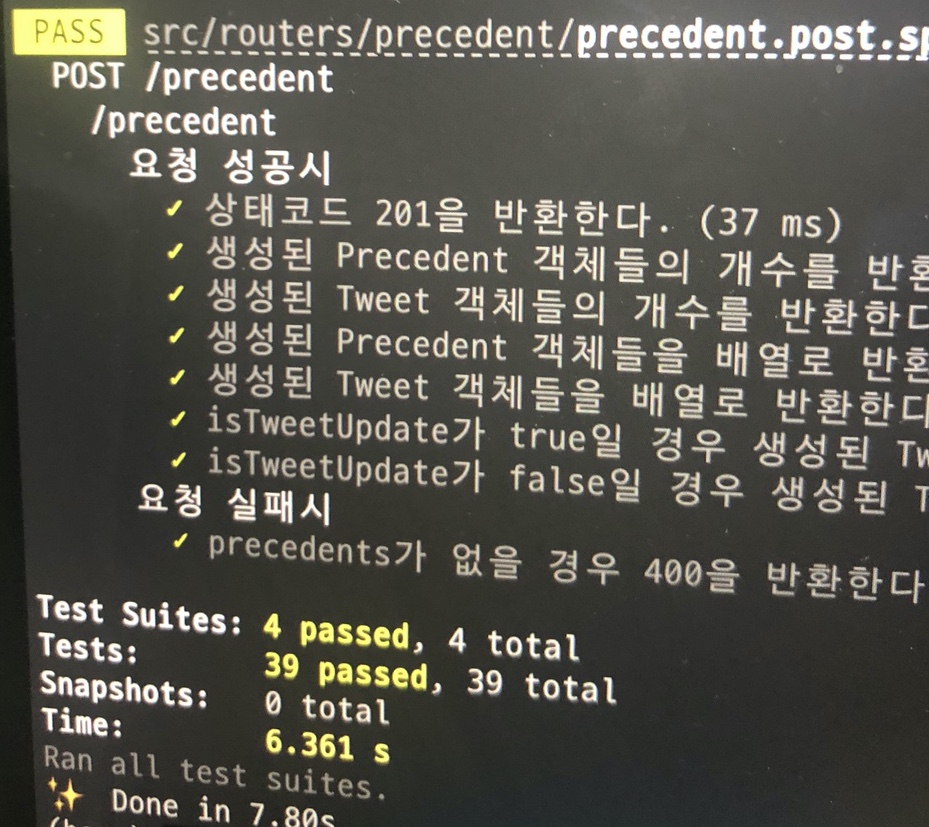 PASS src/routers/precedent/precedent.post.sp
POST /precedent
/precedent
요청 성공시
✓ 상태코드 201을 반환한다. (37 ms)
✓ 생성된 Precedent 객체들의 개수를 반환
✓ 생성된 Tweet 객체들의 개수를 반환한다
✓ 생성된 Precedent 객체들을 배열로 반환
✓ 생성된 Tweet 객체들을 배열로 반환한다
✓ isTweetUpdate가 true일 경우 생성된 Tw
✓ isTweetUpdate가 false일 경우 생성된 T
요청 실패시
✓ precedents가 없을 경우 400을 반환한다
Test Suites: 4 passed, 4 total
Tests: 39 passed, 39 total
Snapshots: 0 total
Time: 6.361 s
Ran all test suites.
✨ Done in 7.80s